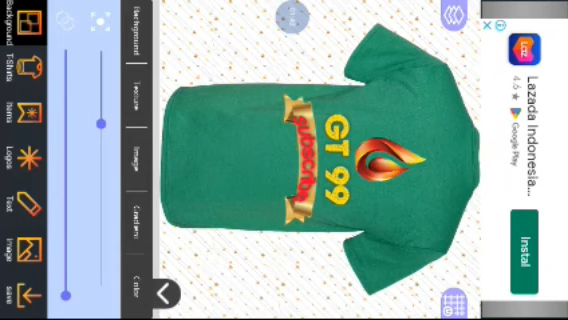 Lazada Indonesia...
4.6 ★ Google Play
Instal
GT 99
subscribe
Background
Texture
Image
Gradient
Color
Background
T-Shirts
Items
Logos
Text
Image
save